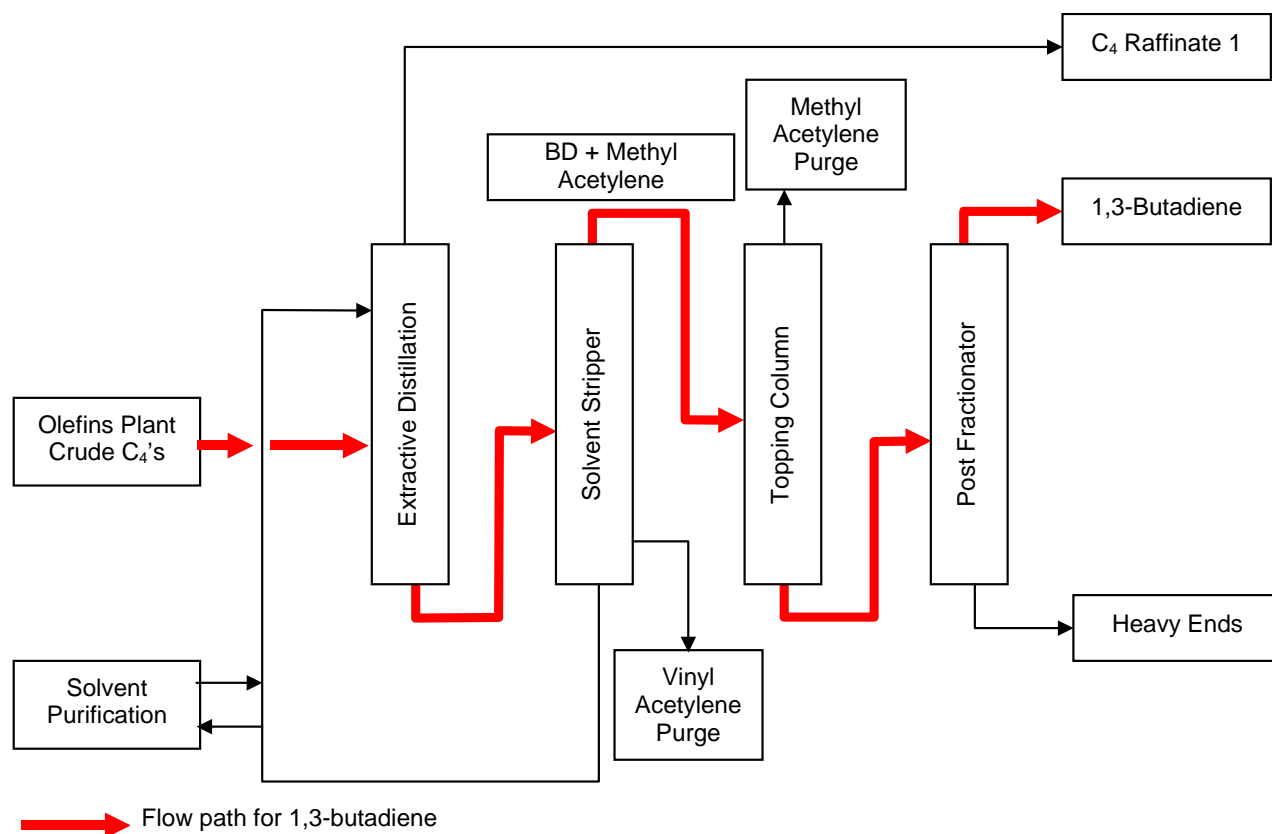 C₄ Raffinate 1
Methyl
Acetylene
Purge
BD + Methyl
Acetylene
1,3-Butadiene
Extractive Distillation
Solvent Stripper
Topping Column
Post Fractionator
Olefins Plant
Crude C₄’s
Heavy Ends
Solvent
Purification
Vinyl
Acetylene
Purge
Flow path for 1,3-butadiene